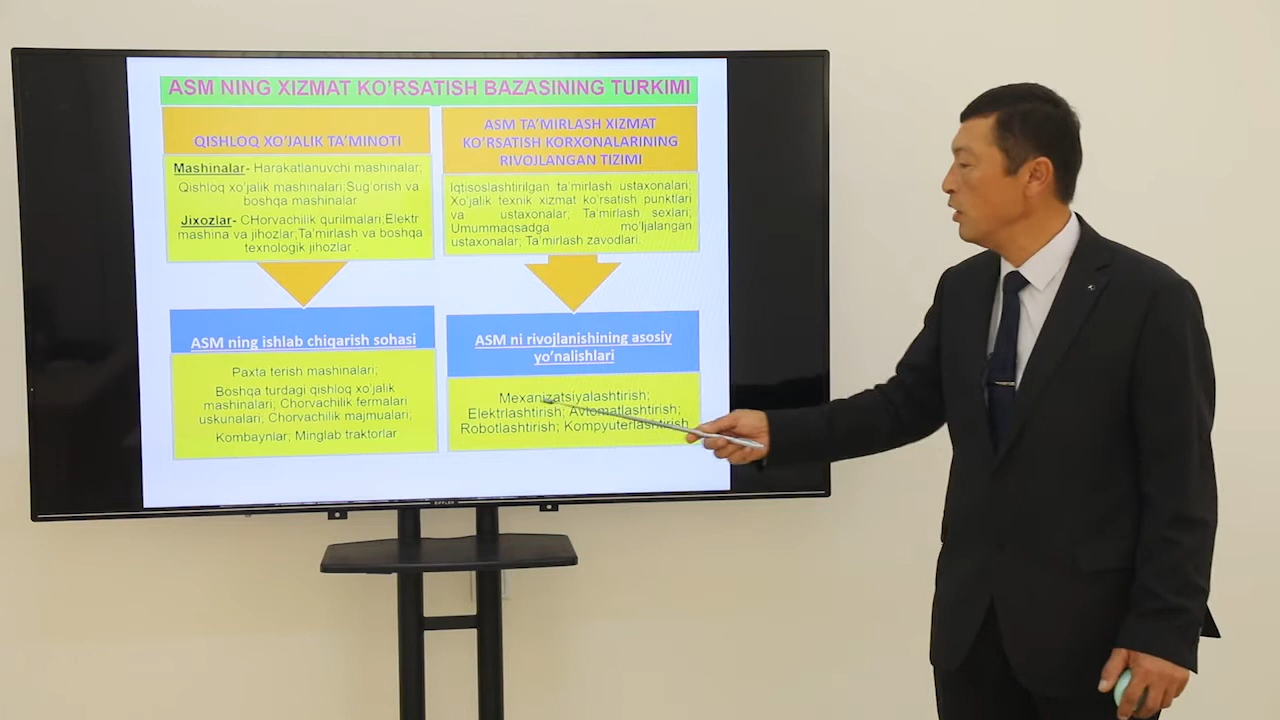 ASM NING XIZMAT KO’RSATISH BAZASINING TURKIMI
QISHLOQ XO’JALIK TA’MINOTI
Mashinalar- Harakatlanuvchi mashinalar;
Qishloq xo’jalik mashinalari;Sug’orish va
boshqa mashinalar
Jixozlar- CHorvachilik qurilmalari;Elektr
mashina va jihozlar;Ta’mirlash va boshqa
texnologik jihozlar .
ASM TA’MIRLASH XIZMAT
KO’RSATISH KORXONALARINING
RIVOJLANGAN TIZIMI
Iqtisoslashtirilgan ta’mirlash ustaxonalari;
Xo’jalik texnik xizmat ko’rsatish punktlari
va ustaxonalar; Ta’mirlash sexlari;
Umummaqsadga mo’ljalangan
ustaxonalar; Ta’mirlash zavodlari.
ASM ning ishlab chiqarish sohasi
Paxta terish mashinalari;
Boshqa turdagi qishloq xo’jalik
mashinalari; Chorvachilik fermalari
uskunalari; Chorvachilik majmualari;
Kombaynlar; Minglab traktorlar
ASM ni rivojlanishining asosiy
yo’nalishlari
Mexanizatsiyalashtirish;
Elektrlashtirish; Avtomatlashtirish;
Robotlashtirish; Kompyuterlashtirish